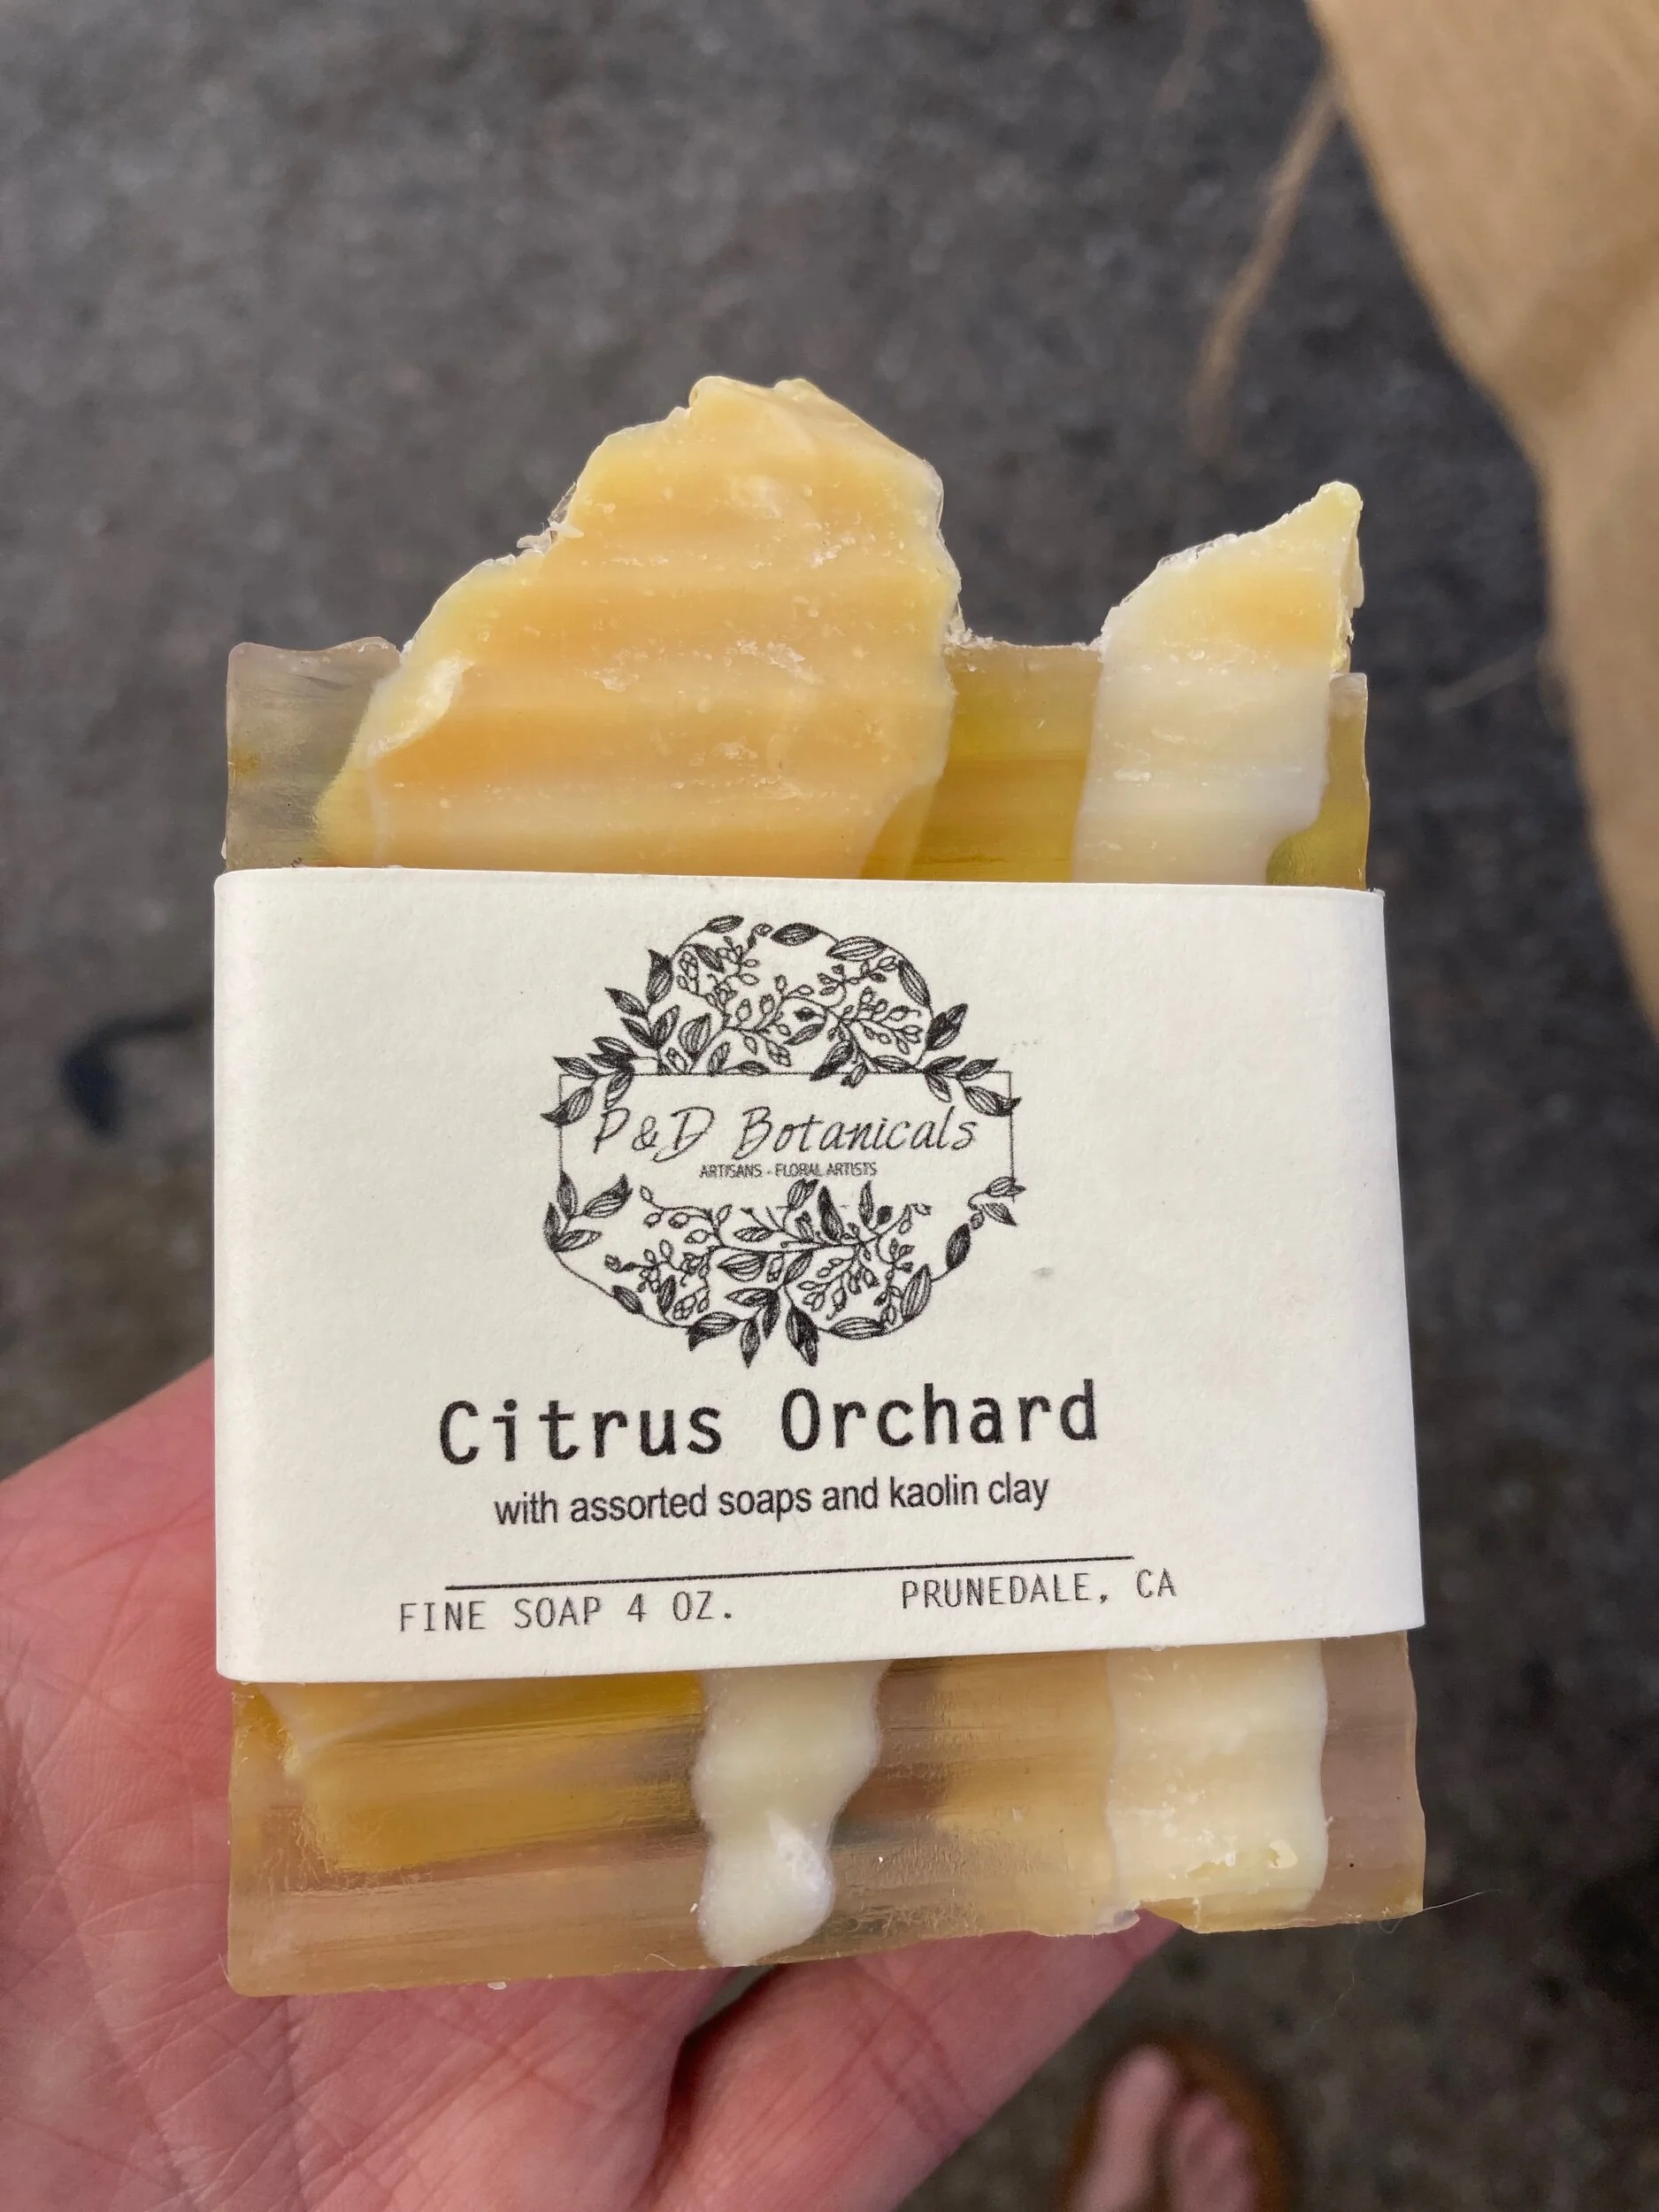 P&D Botanicals
ARTISANS - FLORAL ARTISTS
Citrus Orchard
with assorted soaps and kaolin clay
FINE SOAP 4 OZ. PRUNEDALE, CA